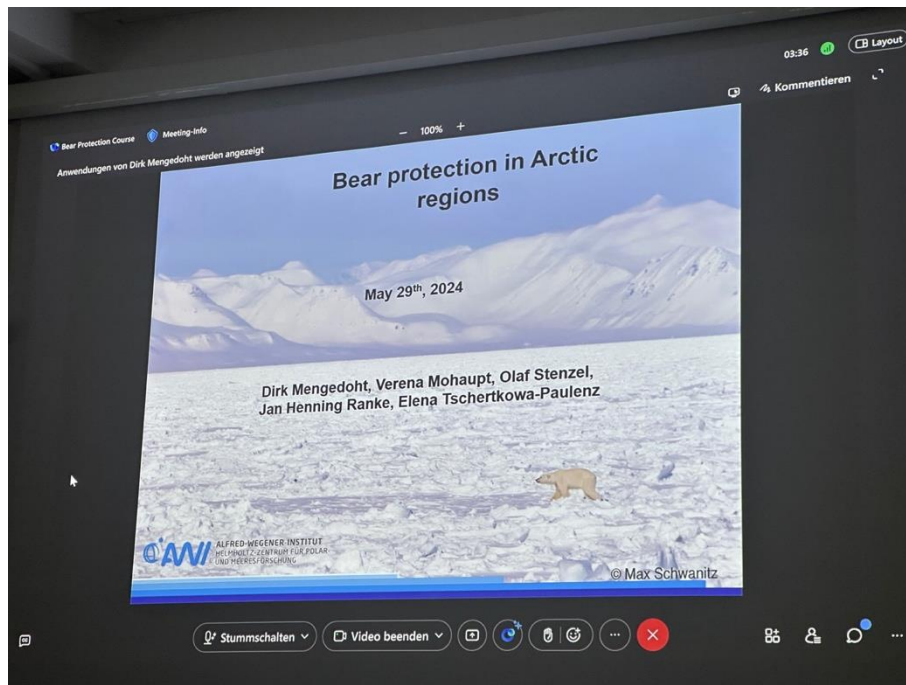 03:36
Layout
Kommentieren
Bear Protection Course
Meeting-Info
100%
Anwendungen von Dirk Mengedoht werden angezeigt
Bear protection in Arctic
regions
May 29th, 2024
Dirk Mengedoht, Verena Mohaupt, Olaf Stenzel,
Jan Henning Ranke, Elena Tschertkowa-Paulenz
AWI
ALFRED-WEGENER-INSTITUT
HELMHOLTZ-ZENTRUM FÜR POLAR-
UND MEERESFORSCHUNG
© Max Schwanitz
Stummschalten
Video beenden